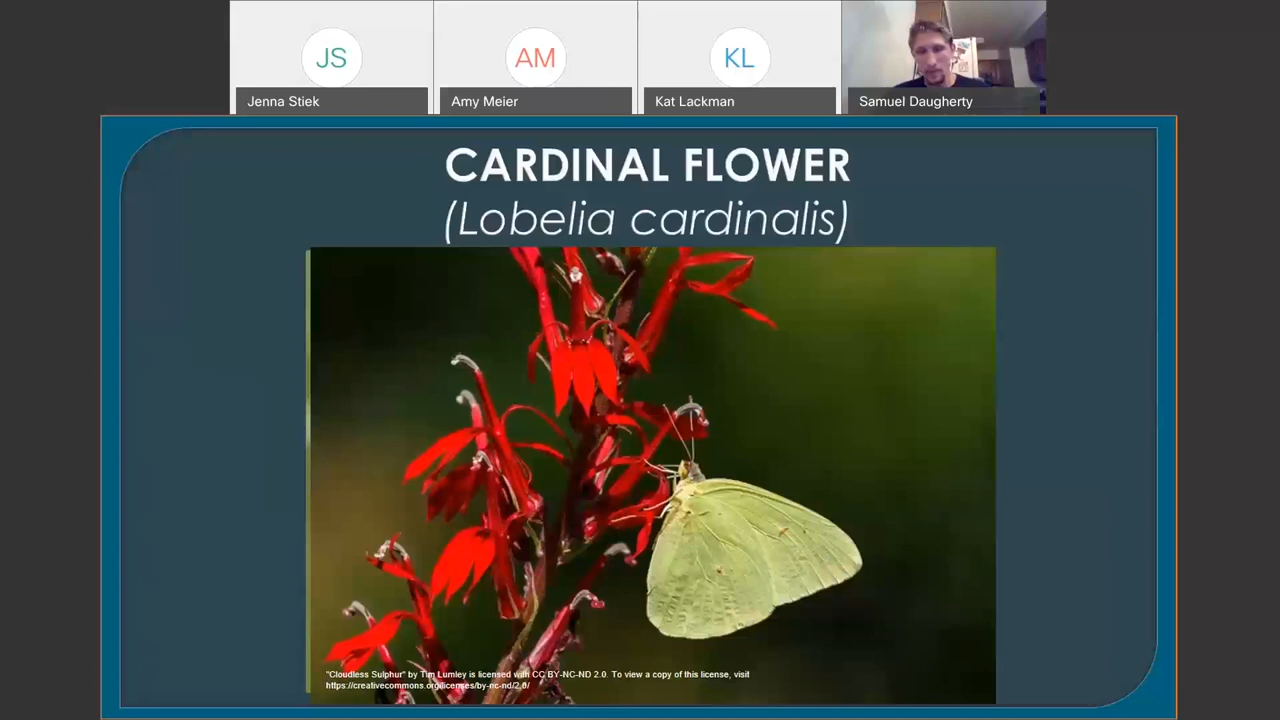 JS
AM
KL
Jenna Stiek
Amy Meier
Kat Lackman
Samuel Daugherty
CARDINAL FLOWER
(Lobelia cardinalis)
"Cloudless Sulphur" by Tim Lumley is licensed with CC BY-NC-ND 2.0. To view a copy of this license, visit
https://creativecommons.org/licenses/by-nc-nd/2.0/